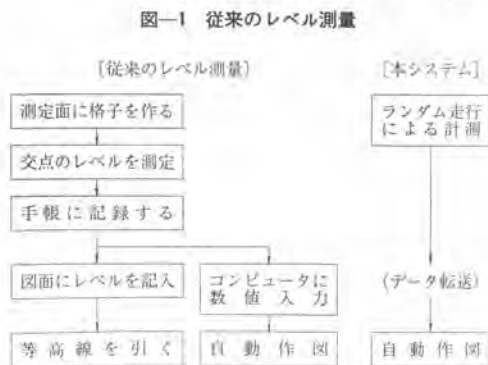 図―1 従来のレベル測量
[従来のレベル測量]
[本システム]
測定面に格子を作る
交点のレベルを測定
手帳に記録する
図面にレベルを記入
等高線を引く
コンピュータに
数値入力
自動作図
ランダム走行
による計測
(データ転送)
自動作図